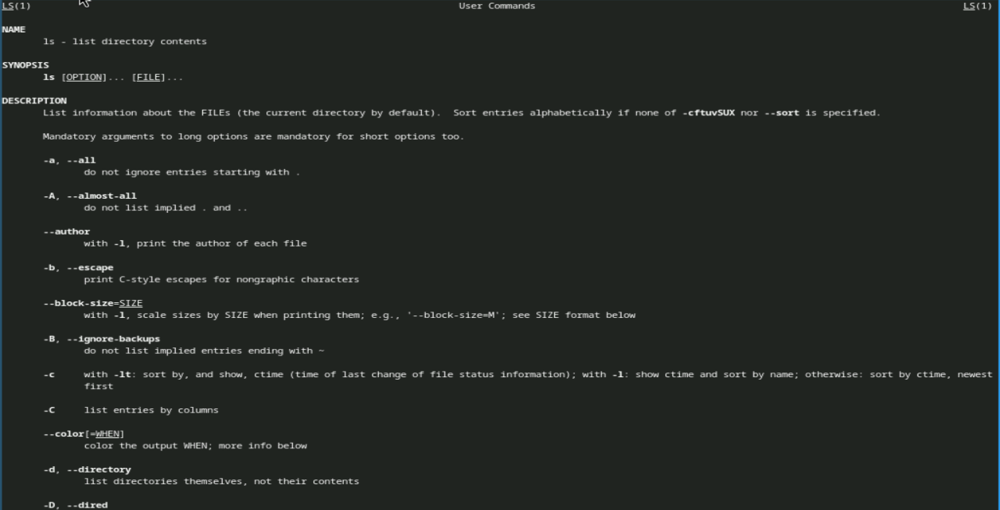 LS(1) User Commands LS(1)
NAME
ls - list directory contents
SYNOPSIS
ls [OPTION]... [FILE]...
DESCRIPTION
List information about the FILEs (the current directory by default).  Sort entries alphabetically if none of -cftuvSUX nor --sort is specified.
Mandatory arguments to long options are mandatory for short options too.
-a, --all
do not ignore entries starting with .
-A, --almost-all
do not list implied . and ..
--author
with -l, print the author of each file
-b, --escape
print C-style escapes for nongraphic characters
--block-size=SIZE
with -l, scale sizes by SIZE when printing them; e.g., '--block-size=M'; see SIZE format below
-B, --ignore-backups
do not list implied entries ending with ~
-c with -lt: sort by, and show, ctime (time of last change of file status information); with -l: show ctime and sort by name; otherwise: sort by ctime, newest
first
-C list entries by columns
--color[=WHEN]
color the output WHEN; more info below
-d, --directory
list directories themselves, not their contents
-D, --dired